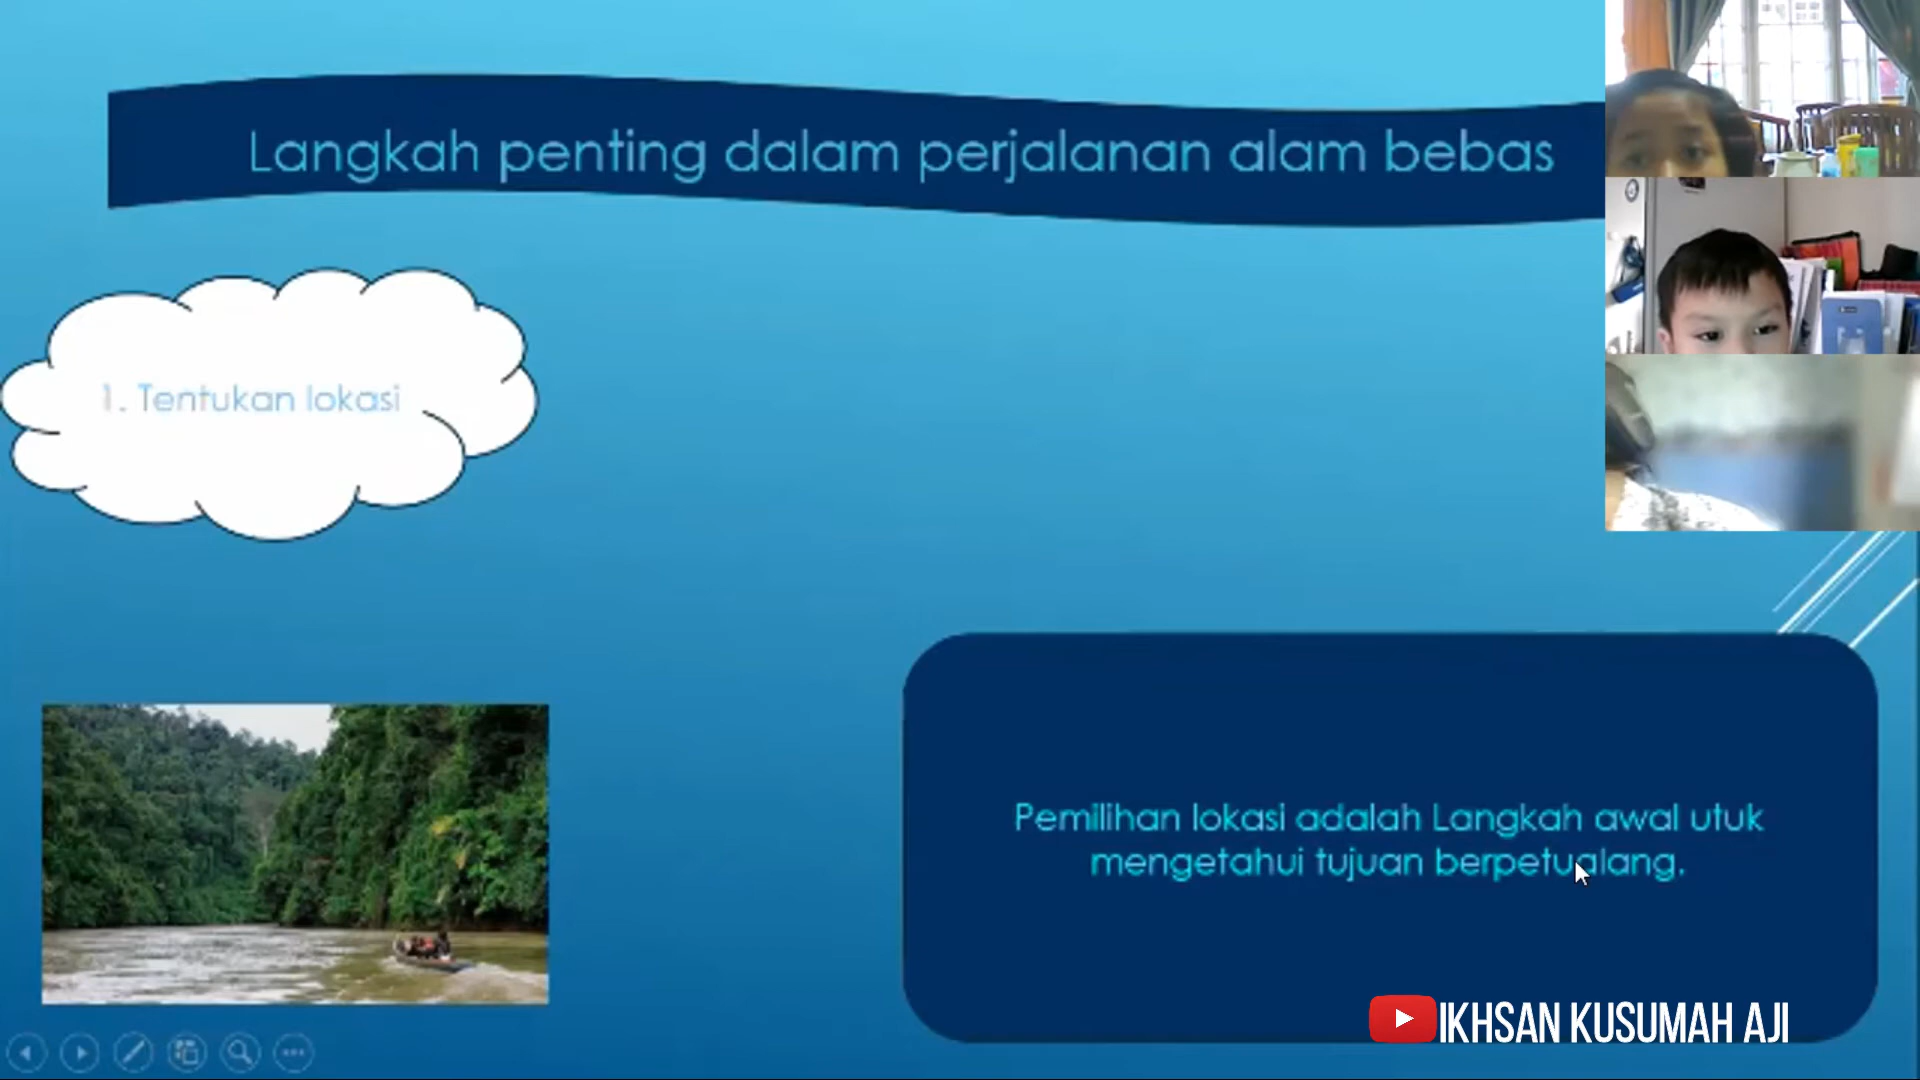 Langkah penting dalam perjalanan alam bebas
1. Tentukan lokasi
Pemilihan lokasi adalah Langkah awal utuk
mengetahui tujuan berpetualang.
IKHSAN KUSUMAH AJI